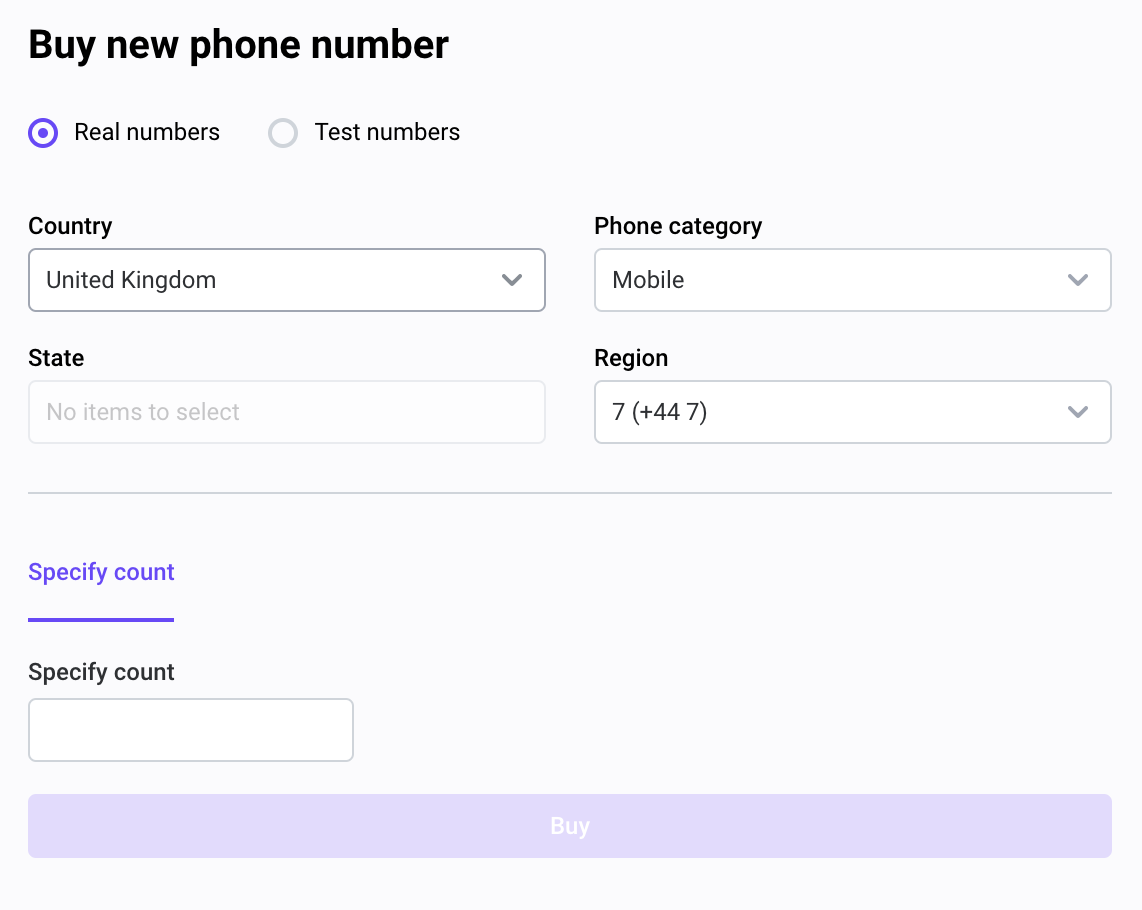 Buy new phone number
Real numbers
Test numbers
Country
Phone category
United Kingdom
Mobile
State
Region
No items to select
7 (+44 7)
Specify count
Specify count
Buy